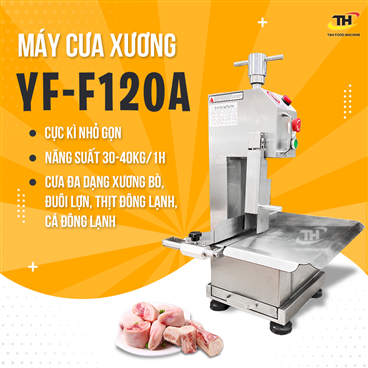 TH
T&H FOOD MACHINE
MÁY CƯA XƯƠNG
YF-F120A
CỰC KÌ NHỎ GỌN
NĂNG SUẤT 30-40KG/1H
CƯA ĐA DẠNG XƯƠNG BÒ,
ĐUÔI LỢN, THỊT ĐÔNG LẠNH,
CÁ ĐÔNG LẠNH
TH